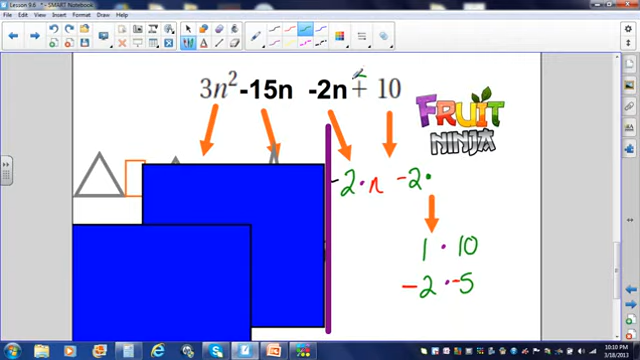 Lesson 9.6 * - SMART Notebook
File Edit View Insert Format Draw Help
3n² -15n -2n + 10
FRUIT NINJA
-2 · n -2 ·
1 · 10
-2 · -5
10:10 PM
3/18/2013